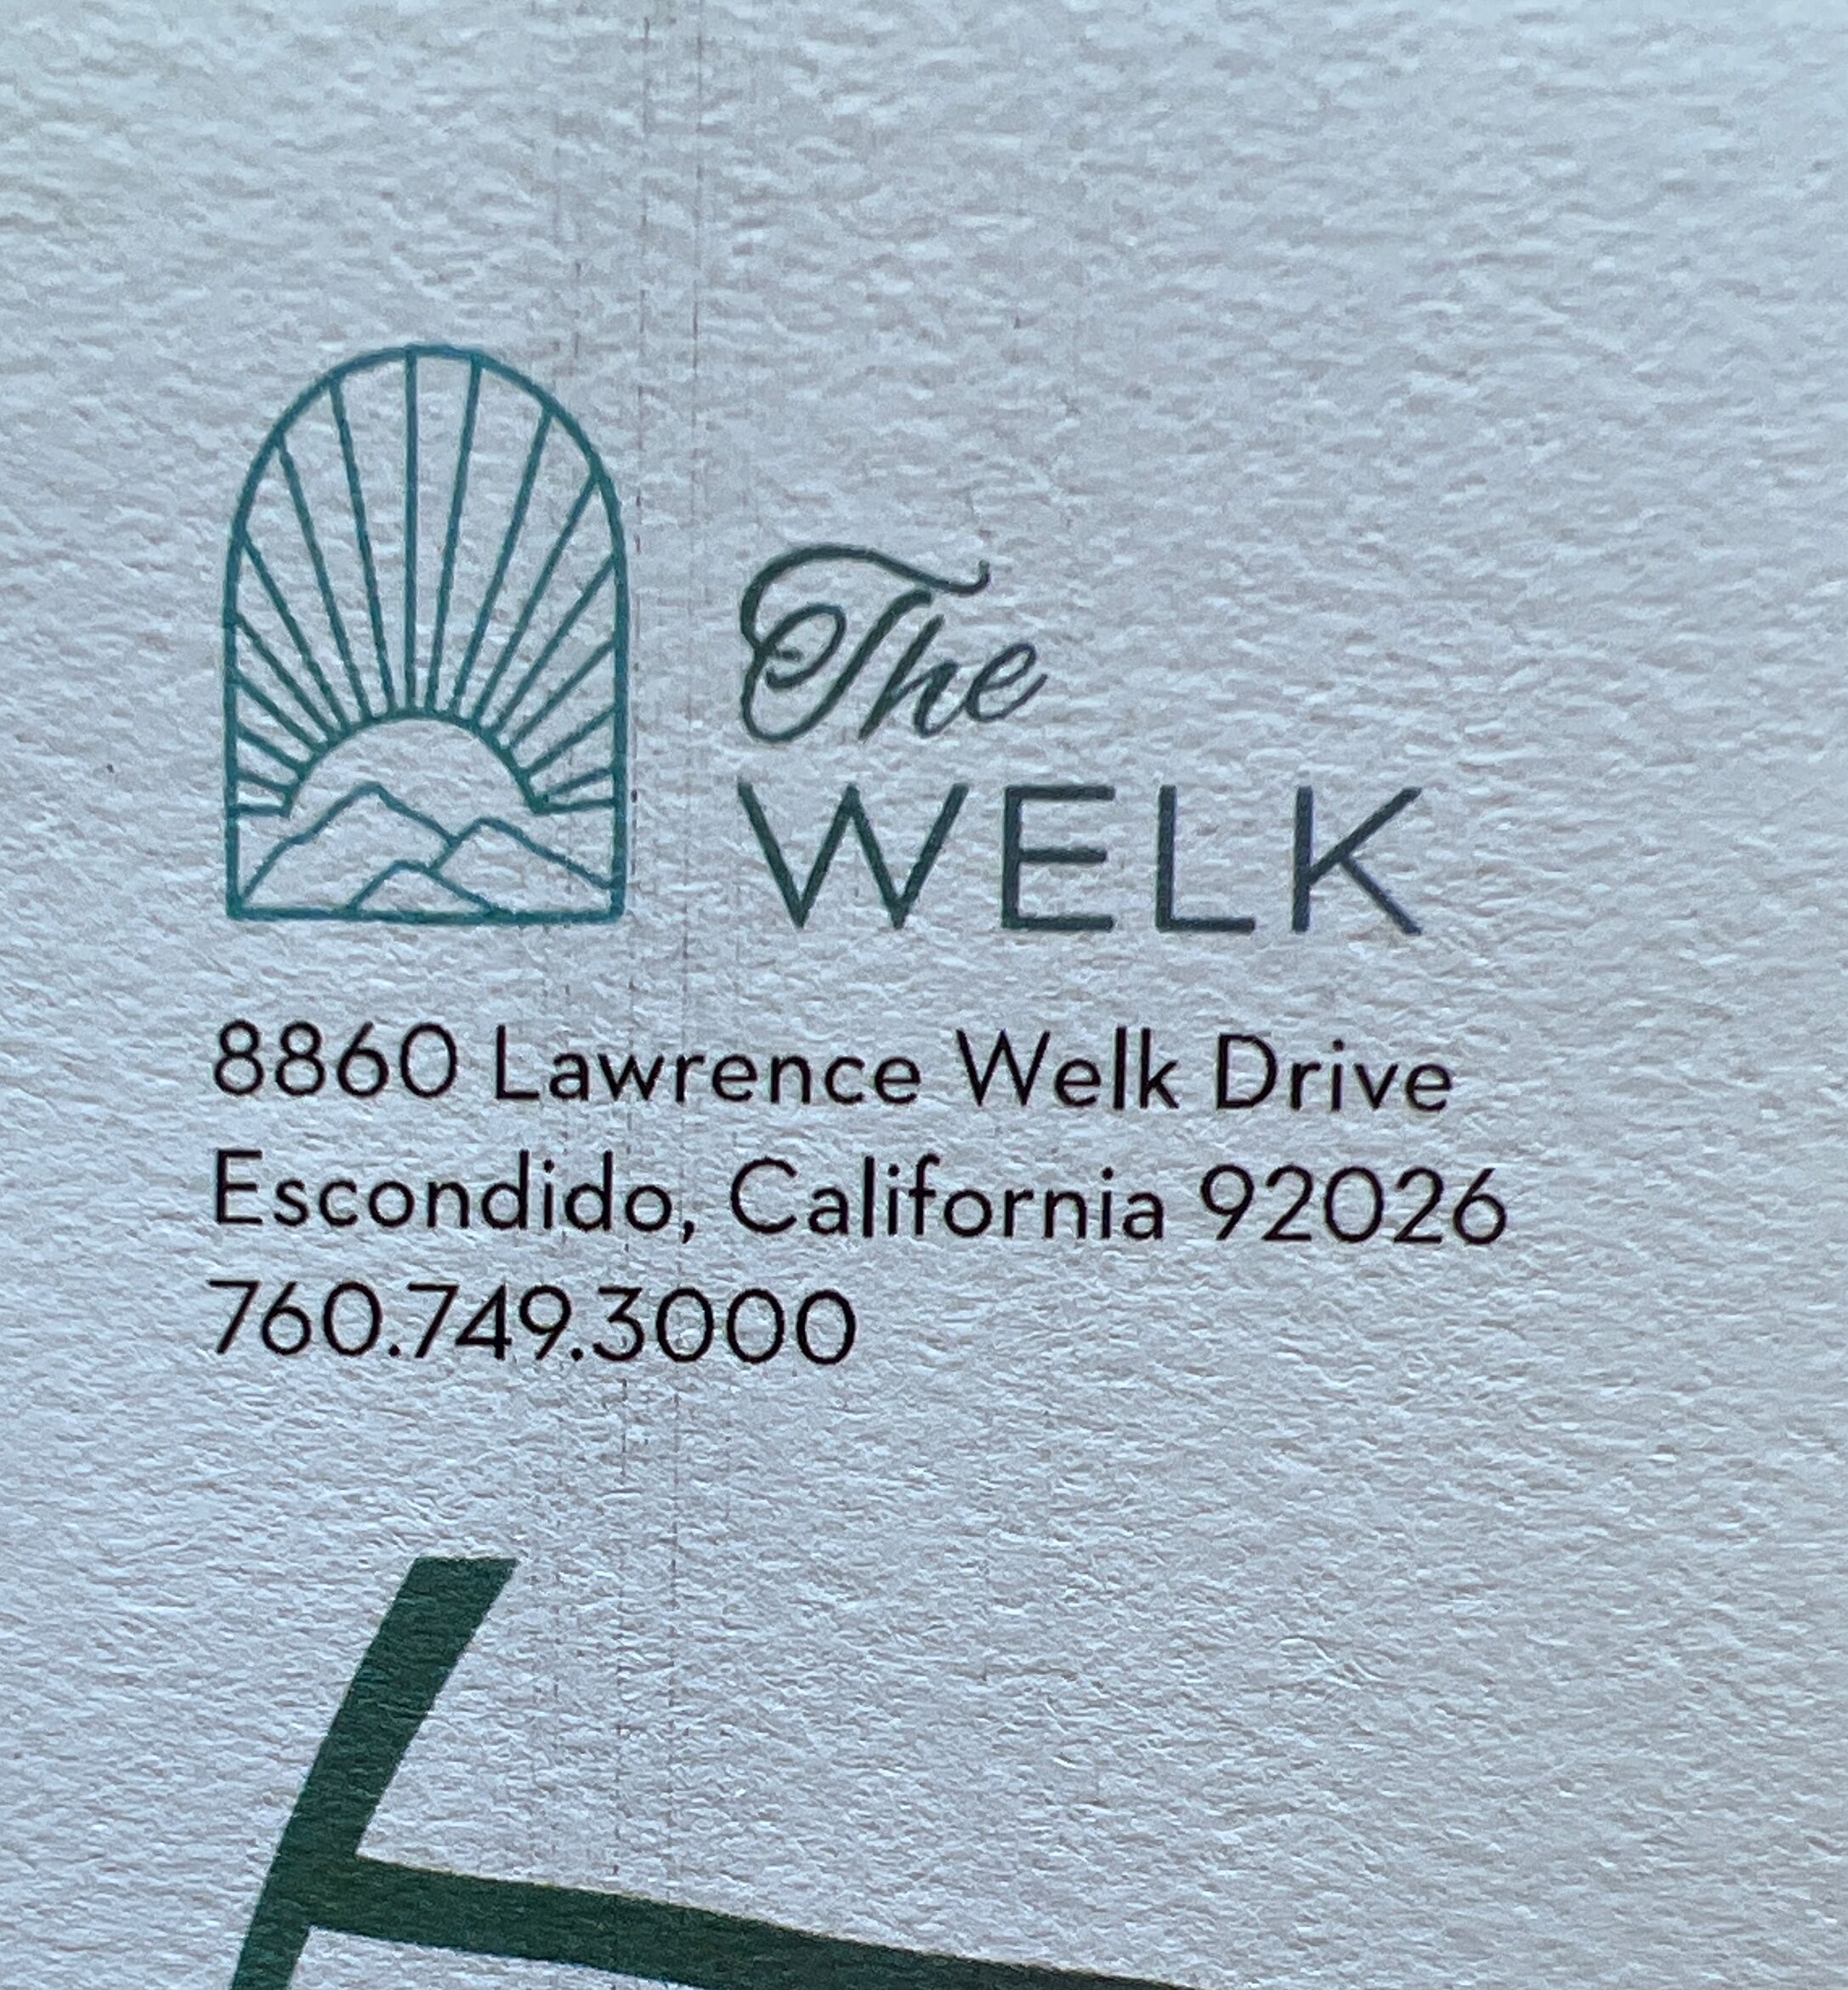 The
WELK
8860 Lawrence Welk Drive
Escondido, California 92026
760.749.3000